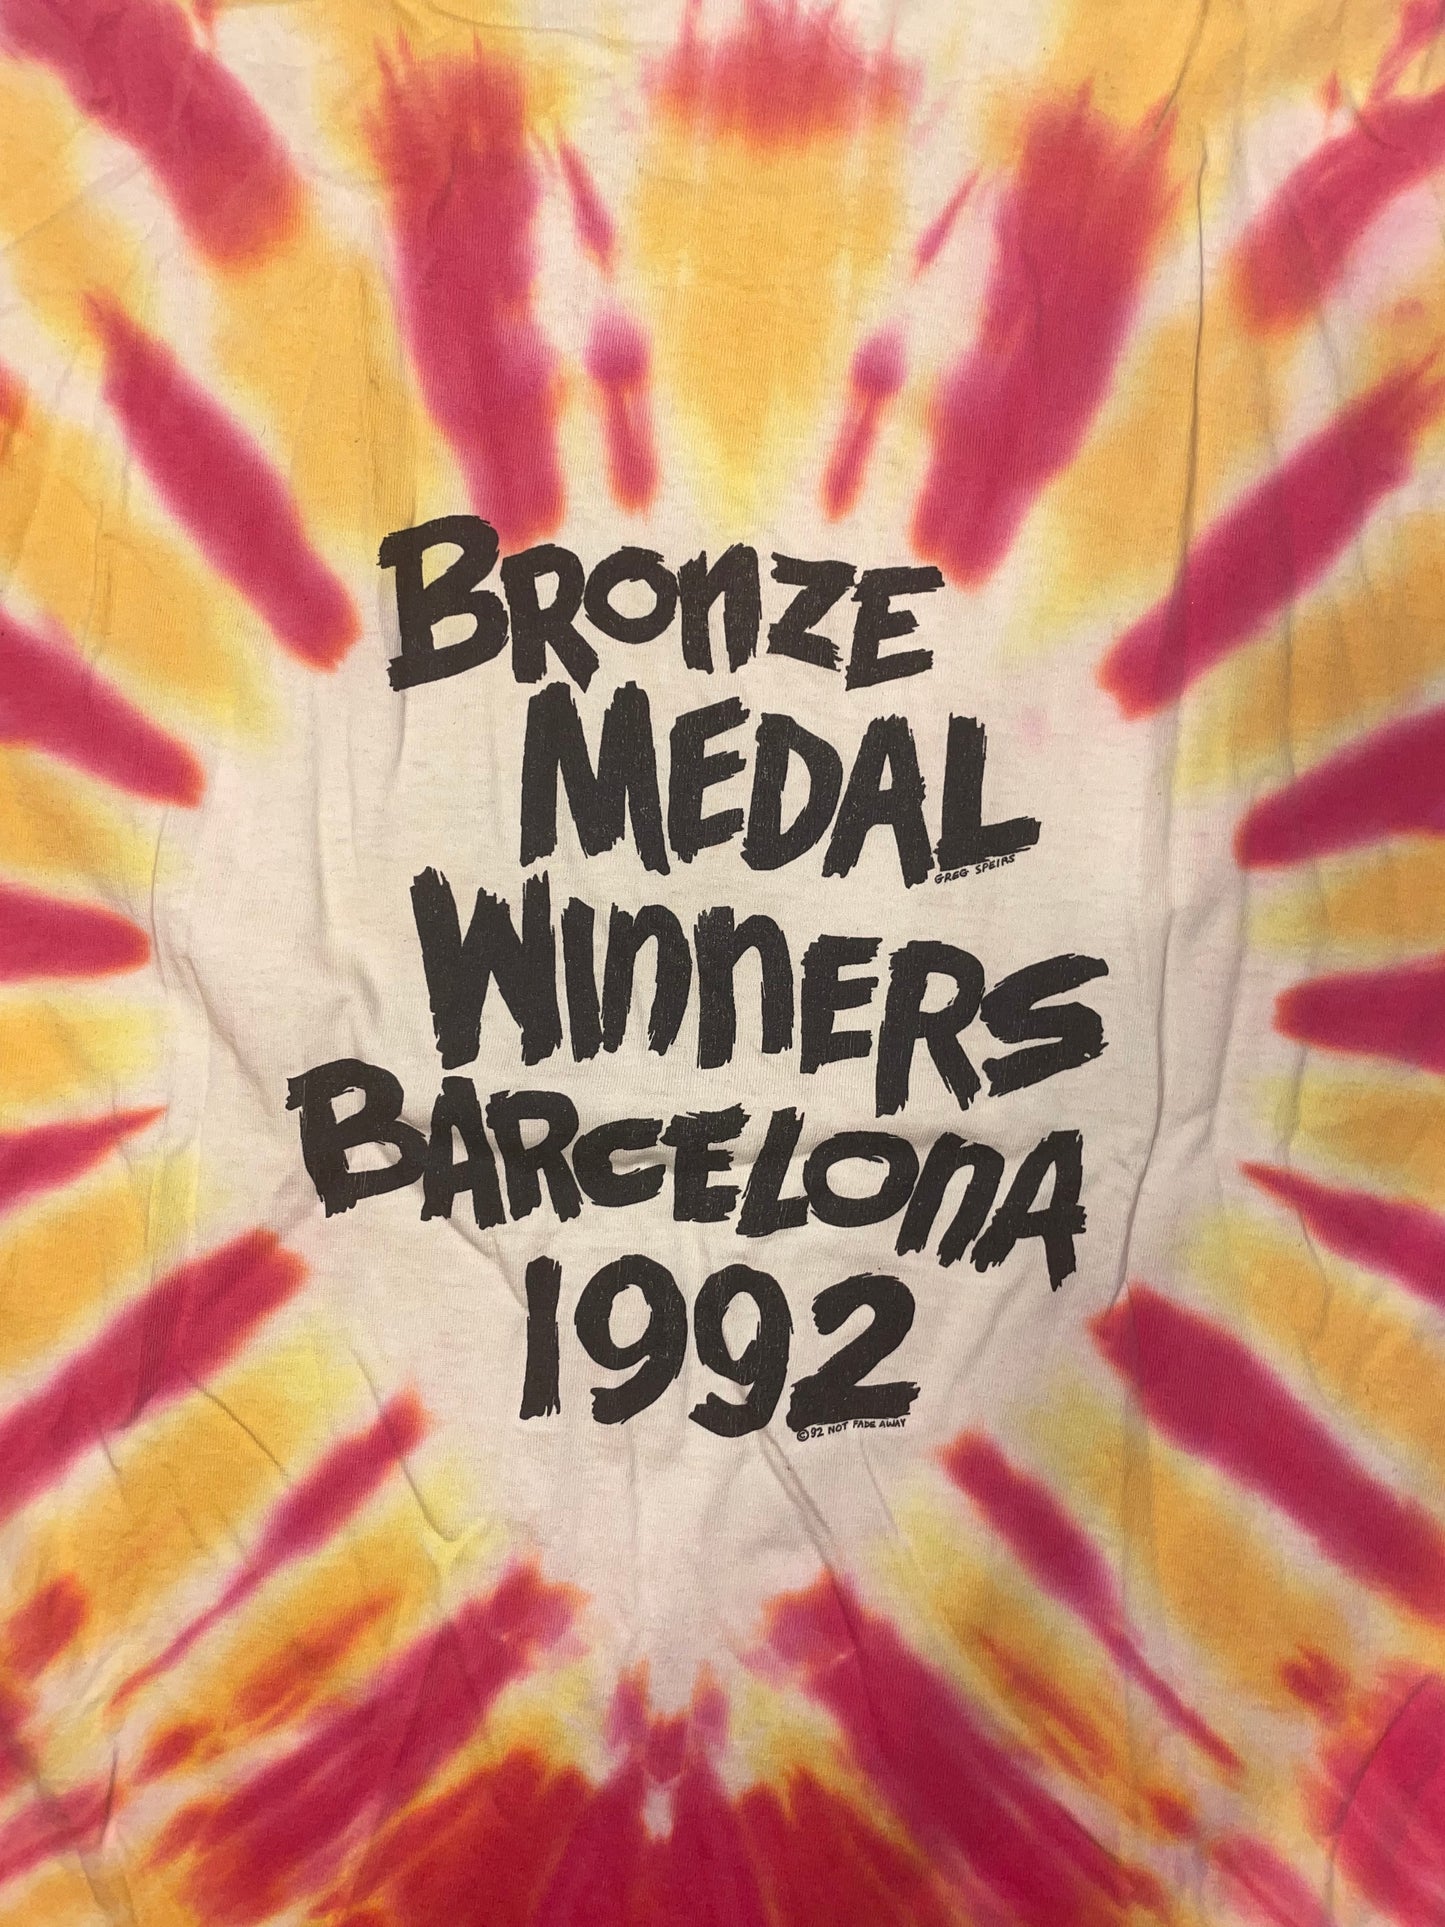 BRONZE
MEDAL
GREG SPEIRS
WINNERS
BARCELONA
1992
©92 NOT FADE AWAY